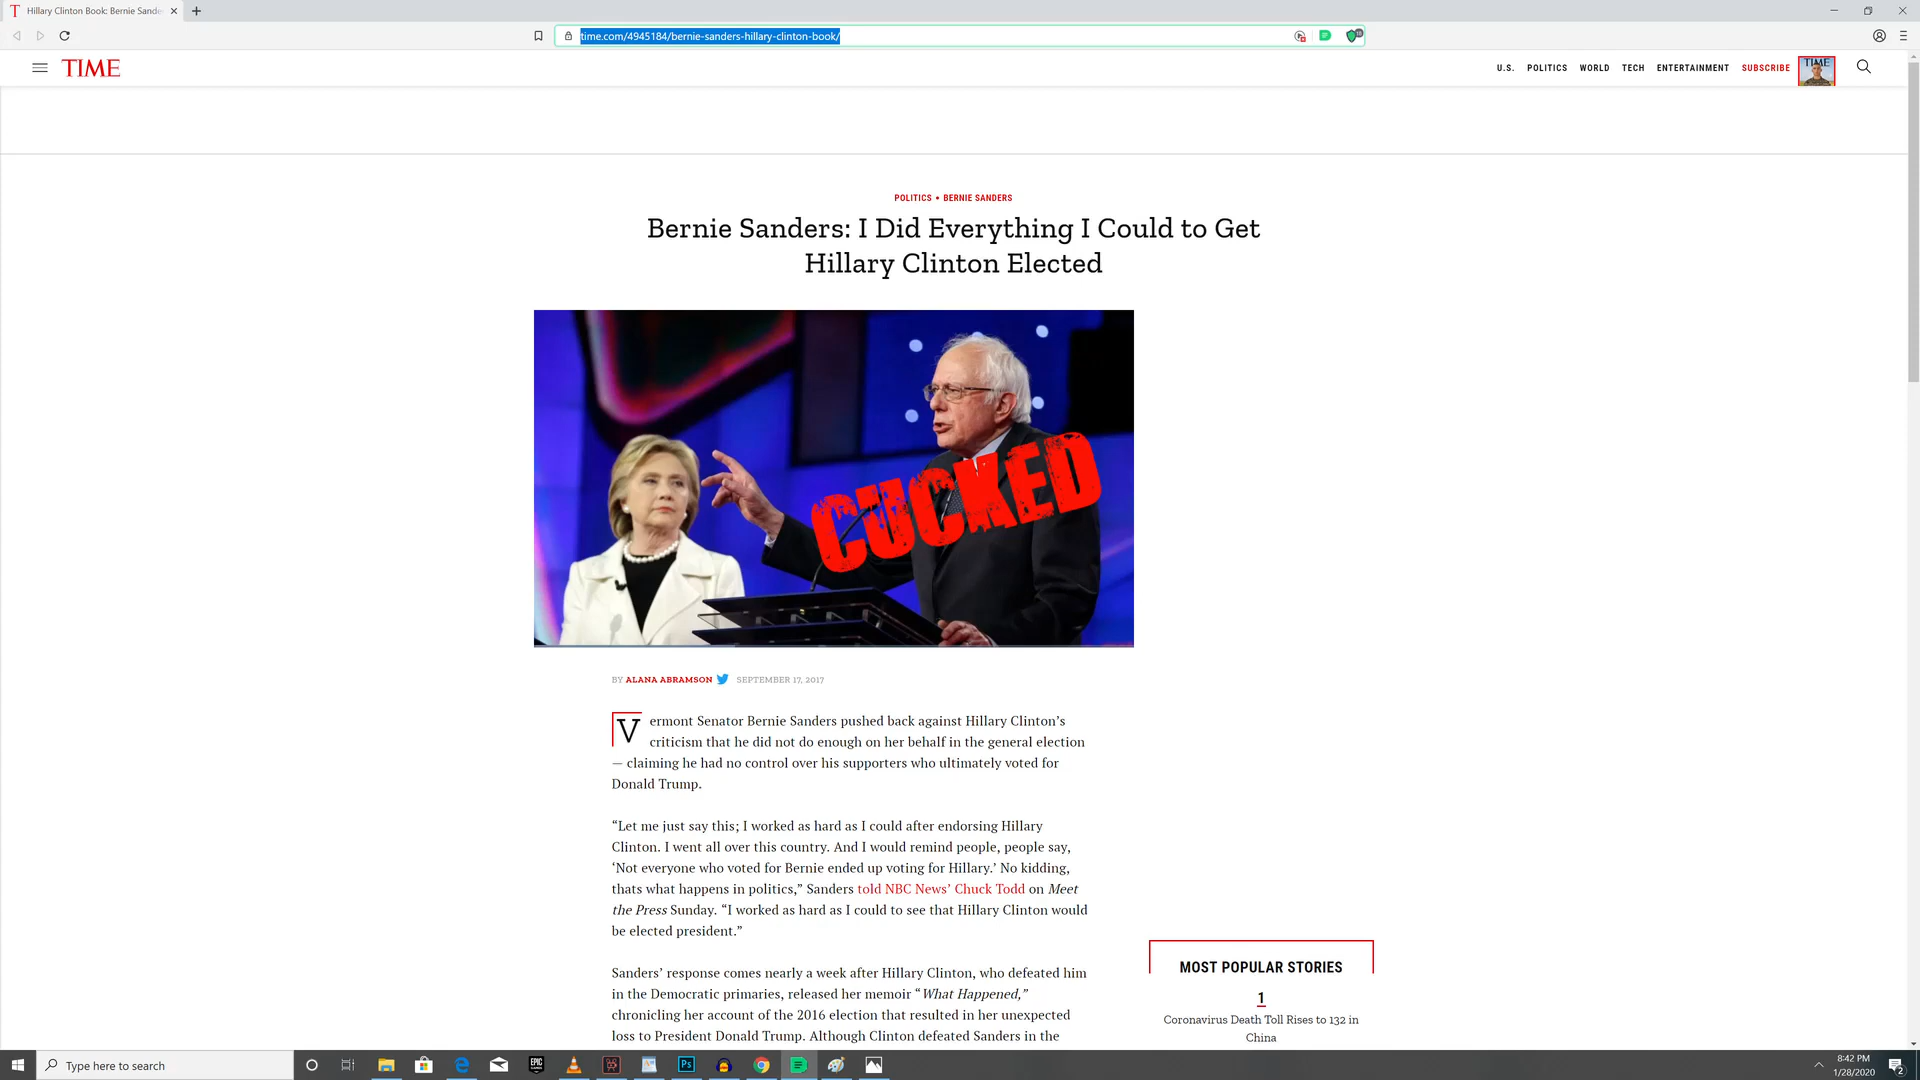 Hillary Clinton Book: Bernie Sande
time.com/4945184/bernie-sanders-hillary-clinton-book/
TIME
U.S. POLITICS WORLD TECH ENTERTAINMENT SUBSCRIBE
TIME
POLITICS • BERNIE SANDERS
Bernie Sanders: I Did Everything I Could to Get
Hillary Clinton Elected
CUCKED
BY ALANA ABRAMSON SEPTEMBER 17, 2017
Vermont Senator Bernie Sanders pushed back against Hillary Clinton’s
criticism that he did not do enough on her behalf in the general election
— claiming he had no control over his supporters who ultimately voted for
Donald Trump.
“Let me just say this; I worked as hard as I could after endorsing Hillary
Clinton. I went all over this country. And I would remind people, people say,
‘Not everyone who voted for Bernie ended up voting for Hillary.’ No kidding,
thats what happens in politics,” Sanders told NBC News’ Chuck Todd on Meet
the Press Sunday. “I worked as hard as I could to see that Hillary Clinton would
be elected president.”
Sanders’ response comes nearly a week after Hillary Clinton, who defeated him
in the Democratic primaries, released her memoir “What Happened,”
chronicling her account of the 2016 election that resulted in her unexpected
loss to President Donald Trump. Although Clinton defeated Sanders in the
MOST POPULAR STORIES
1
Coronavirus Death Toll Rises to 132 in
China
Type here to search
EPIC
Ps
8:42 PM
1/28/2020
2